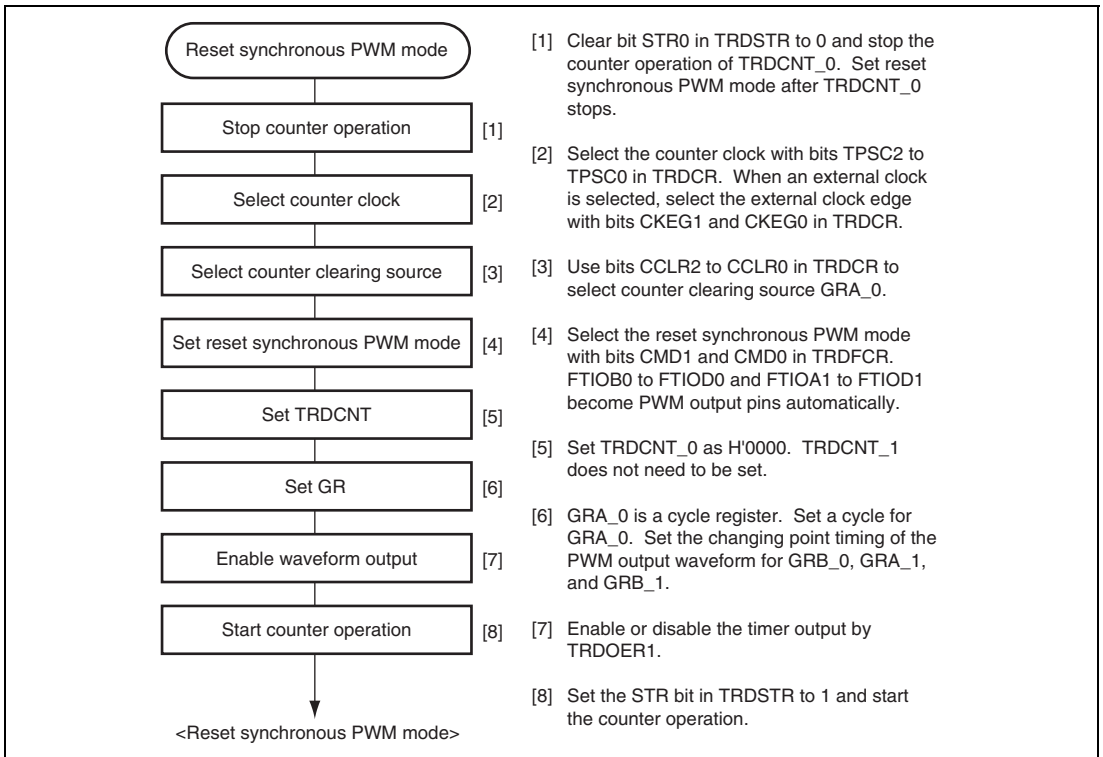 Reset synchronous PWM mode
Stop counter operation [1]
Select counter clock [2]
Select counter clearing source [3]
Set reset synchronous PWM mode [4]
Set TRDCNT [5]
Set GR [6]
Enable waveform output [7]
Start counter operation [8]
<Reset synchronous PWM mode>
[1] Clear bit STR0 in TRDSTR to 0 and stop the
counter operation of TRDCNT_0. Set reset
synchronous PWM mode after TRDCNT_0
stops.
[2] Select the counter clock with bits TPSC2 to
TPSC0 in TRDCR. When an external clock
is selected, select the external clock edge
with bits CKEG1 and CKEG0 in TRDCR.
[3] Use bits CCLR2 to CCLR0 in TRDCR to
select counter clearing source GRA_0.
[4] Select the reset synchronous PWM mode
with bits CMD1 and CMD0 in TRDFCR.
FTIOB0 to FTIOD0 and FTIOA1 to FTIOD1
become PWM output pins automatically.
[5] Set TRDCNT_0 as H'0000. TRDCNT_1
does not need to be set.
[6] GRA_0 is a cycle register. Set a cycle for
GRA_0. Set the changing point timing of the
PWM output waveform for GRB_0, GRA_1,
and GRB_1.
[7] Enable or disable the timer output by
TRDOER1.
[8] Set the STR bit in TRDSTR to 1 and start
the counter operation.